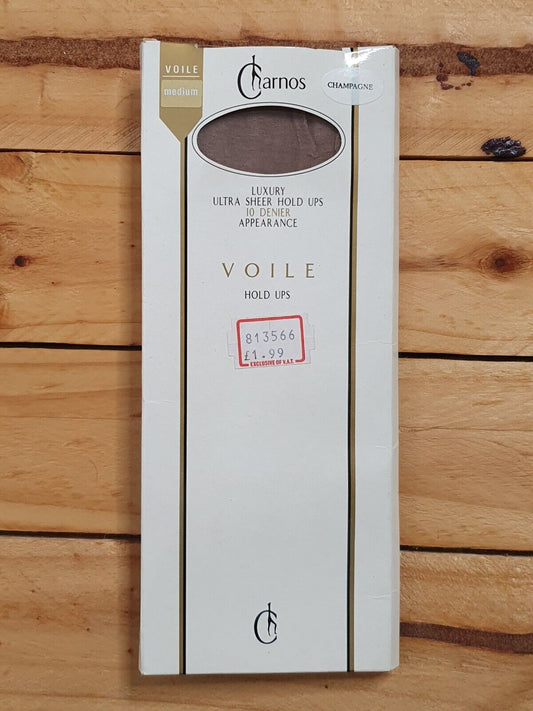 VOILE
medium
Charnos
CHAMPAGNE
LUXURY
ULTRA SHEER HOLD UPS
10 DENIER
APPEARANCE
VOILE
HOLD UPS
813566
£1.99
EXCLUSIVE OF V.A.T.